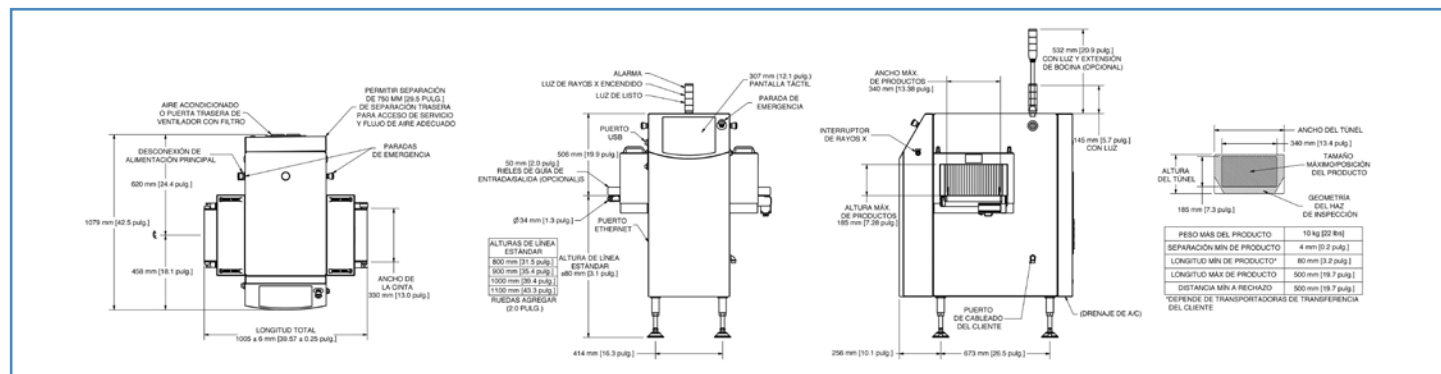 AIRE ACONDICIONADO
O PUERTA TRASERA DE
VENTILADOR CON FILTRO
PERMITIR SEPARACIÓN
DE 750 MM [29.5 PULG.]
DE SEPARACIÓN TRASERA
PARA ACCESO DE SERVICIO
Y FLUJO DE AIRE ADECUADO
DESCONEXIÓN DE
ALIMENTACIÓN PRINCIPAL
PARADAS
DE EMERGENCIA
620 mm [24.4 pulg.]
1079 mm [42.5 pulg.]
459 mm [18.1 pulg.]
ANCHO DE
LA CINTA
330 mm [13.0 pulg.]
LONGITUD TOTAL
1005 ± 6 mm [39.57 ± 0.25 pulg.]
ALARMA
LUZ DE RAYOS X ENCENDIDO
LUZ DE LISTO
307 mm (12.1 pulg.)
PANTALLA TÁCTIL
PARADA DE
EMERGENCIA
PUERTO
USB
506 mm [19.9 pulg.]
50 mm [2.0 pulg.]
RIELES DE GUÍA DE
ENTRADA/SALIDA (OPCIONAL)S
Ø34 mm [1.3 pulg.]
PUERTO
ETHERNET
ALTURAS DE LÍNEA
ESTÁNDAR
800 mm [31.5 pulg.]
900 mm [35.4 pulg.]
1000 mm [39.4 pulg.]
1100 mm [43.3 pulg.]
RUEDAS AGREGAR
(2.0 PULG.)
ALTURA DE LÍNEA
ESTÁNDAR
±80 mm [3.1 pulg.]
414 mm [16.3 pulg.]
532 mm [20.9 pulg.]
CON LUZ Y EXTENSIÓN
DE BOCINA (OPCIONAL)
ANCHO MÁX.
DE PRODUCTOS
340 mm [13.38 pulg.]
INTERRUPTOR
DE RAYOS X
145 mm [5.7 pulg.]
CON LUZ
ALTURA MÁX.
DE PRODUCTOS
185 mm [7.28 pulg.]
PUERTO
DE CABLEADO
DEL CLIENTE
(DRENAJE DE A/C)
256 mm [10.1 pulg.]
673 mm [26.5 pulg.]
ANCHO DEL TÚNEL
340 mm [13.4 pulg.]
TAMAÑO
MÁXIMO/POSICIÓN
DEL PRODUCTO
ALTURA
DEL TÚNEL
GEOMETRÍA
DEL HAZ
DE INSPECCIÓN
185 mm [7.3 pulg.]
PESO MÁS DEL PRODUCTO 10 kg [22 lbs]
SEPARACIÓN MÍN DE PRODUCTO 4 mm [0.2 pulg.]
LONGITUD MÍN DE PRODUCTO* 80 mm [3.2 pulg.]
LONGITUD MÁX DE PRODUCTO 500 mm [19.7 pulg.]
DISTANCIA MÍN A RECHAZO 500 mm [19.7 pulg.]
*DEPENDE DE TRANSPORTADORAS DE TRANSFERENCIA
DEL CLIENTE